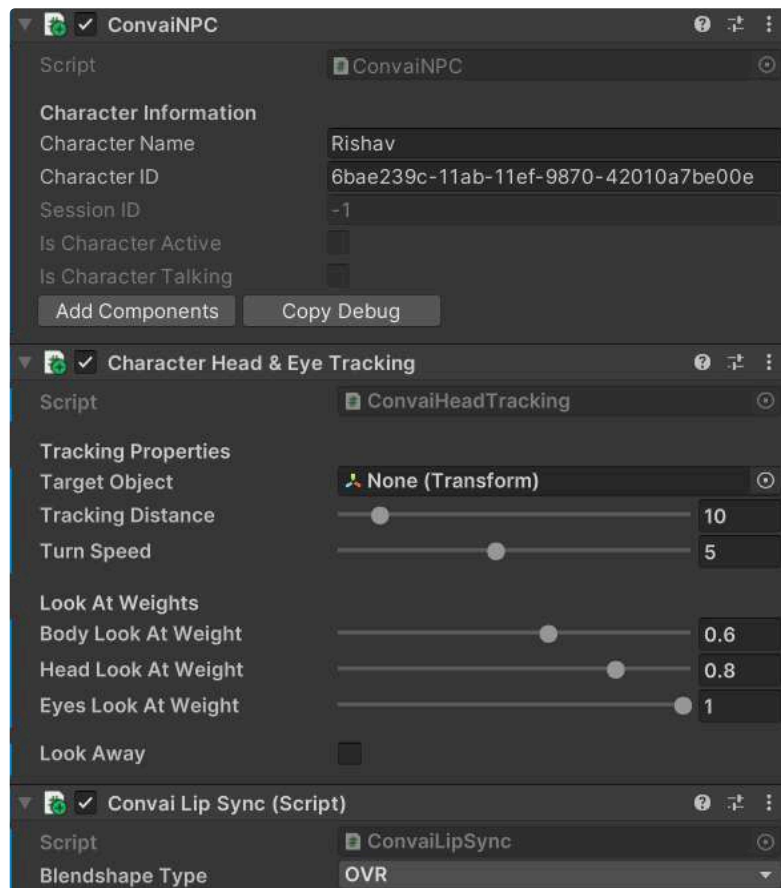 ConvaiNPC
Script ConvaiNPC
Character Information
Character Name Rishav
Character ID 6bae239c-11ab-11ef-9870-42010a7be00e
Session ID -1
Is Character Active
Is Character Talking
Add Components Copy Debug
Character Head & Eye Tracking
Script ConvaiHeadTracking
Tracking Properties
Target Object None (Transform)
Tracking Distance 10
Turn Speed 5
Look At Weights
Body Look At Weight 0.6
Head Look At Weight 0.8
Eyes Look At Weight 1
Look Away
Convai Lip Sync (Script)
Script ConvaiLipSync
Blendshape Type OVR